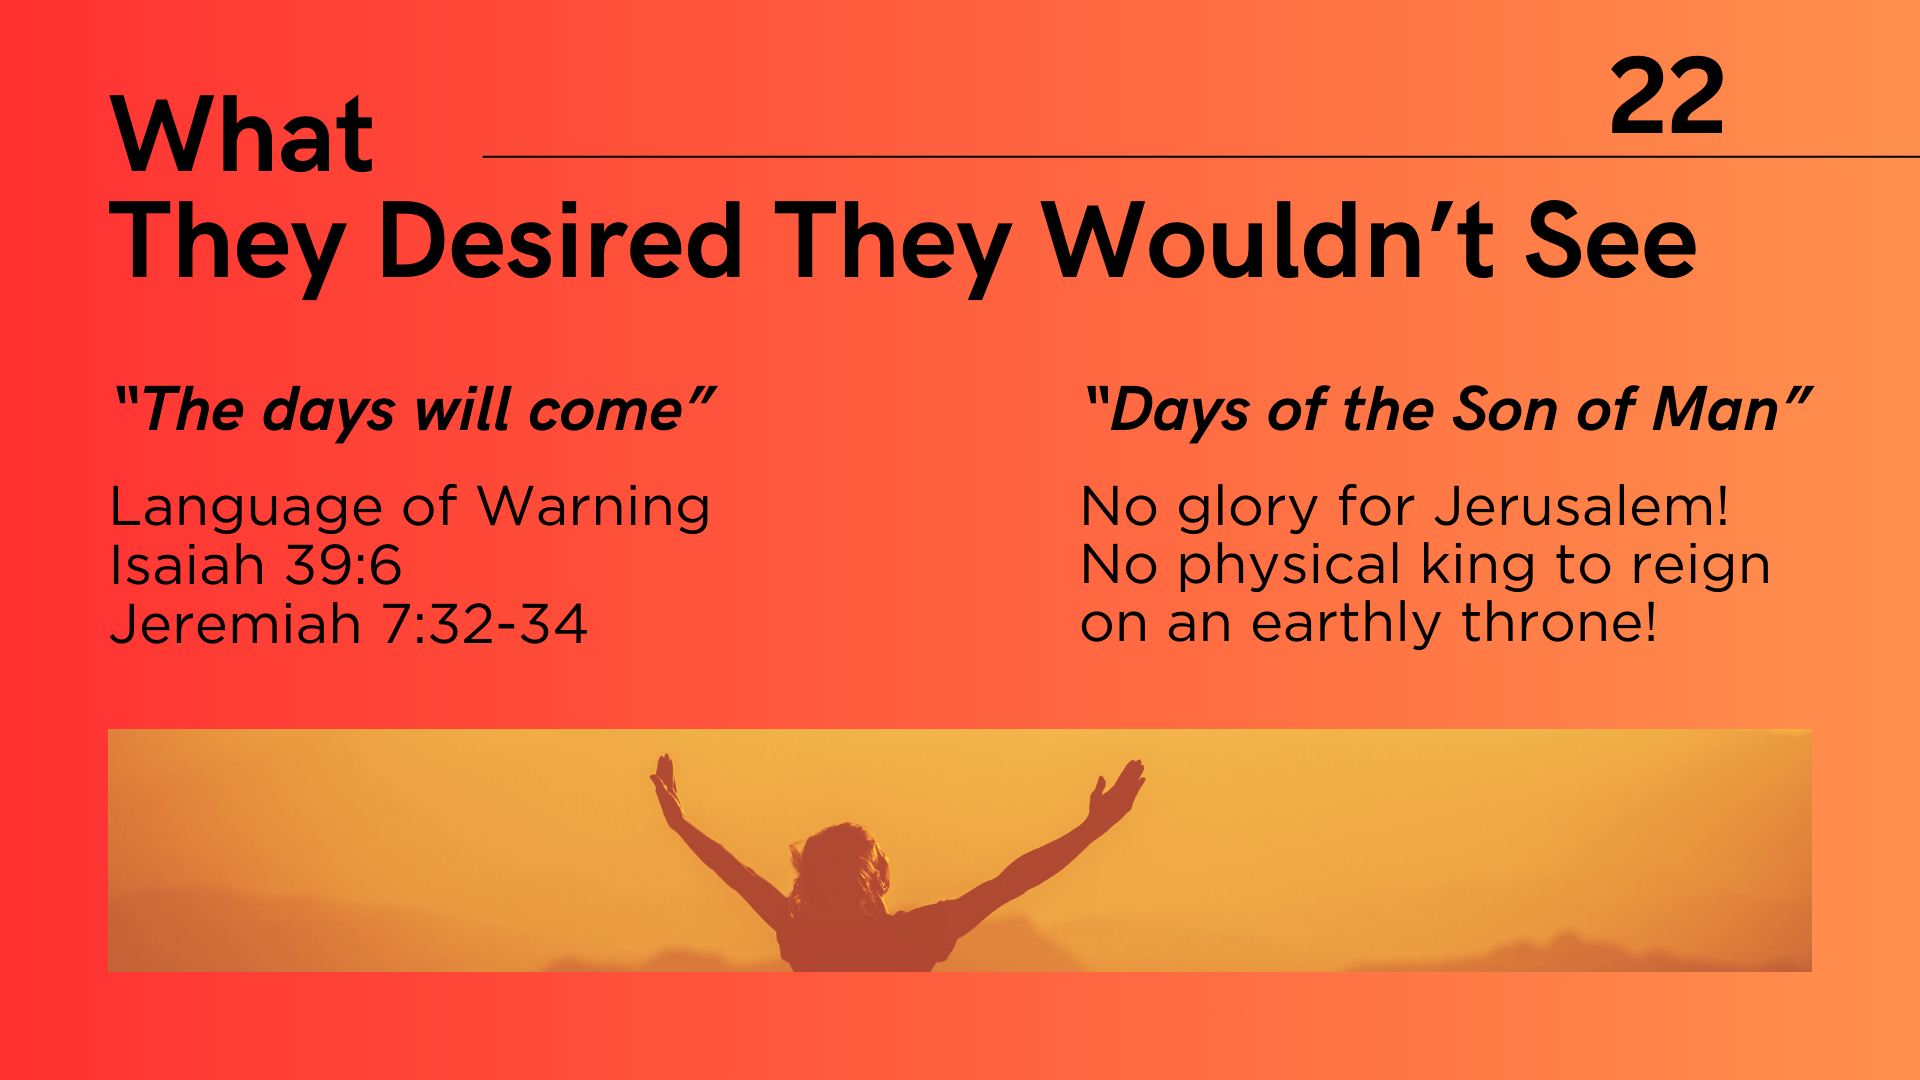 22
What
They Desired They Wouldn’t See
“The days will come”
Language of Warning
Isaiah 39:6
Jeremiah 7:32-34
“Days of the Son of Man”
No glory for Jerusalem!
No physical king to reign
on an earthly throne!